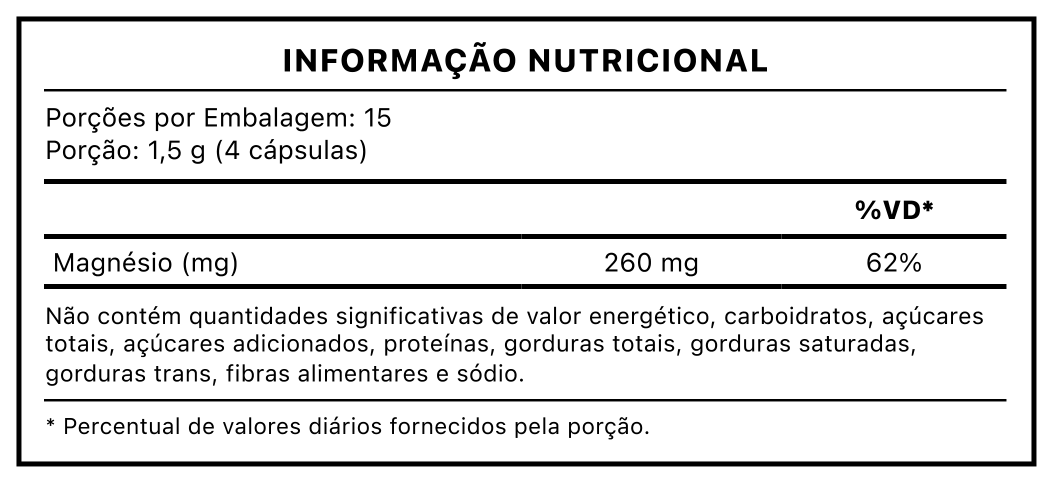 INFORMAÇÃO NUTRICIONAL
Porções por Embalagem: 15
Porção: 1,5 g (4 cápsulas)
%VD*
Magnésio (mg) 260 mg 62%
Não contém quantidades significativas de valor energético, carboidratos, açúcares
totais, açúcares adicionados, proteínas, gorduras totais, gorduras saturadas,
gorduras trans, fibras alimentares e sódio.
* Percentual de valores diários fornecidos pela porção.